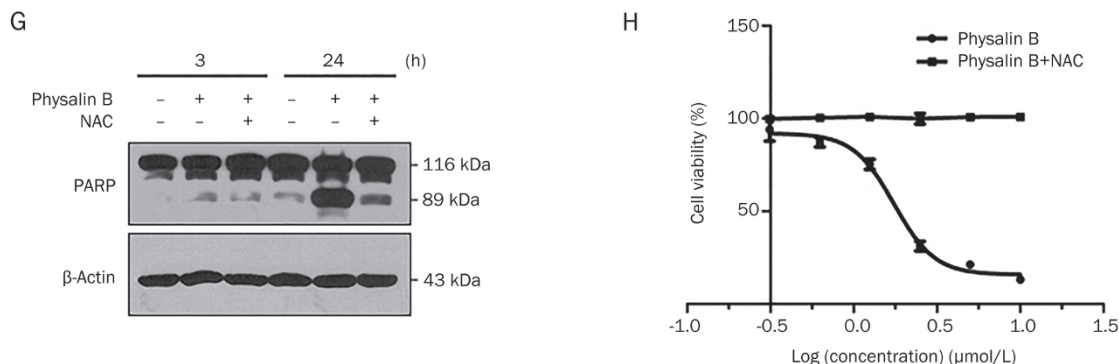 G
3 24 (h)
Physalin B – + + – + +
NAC + +
PARP
116 kDa
89 kDa
β-Actin
43 kDa
H
150
100
50
Cell viability (%)
Physalin B
Physalin B+NAC
-1.0 -0.5 0.0 0.5 1.0 1.5
Log (concentration) (μmol/L)